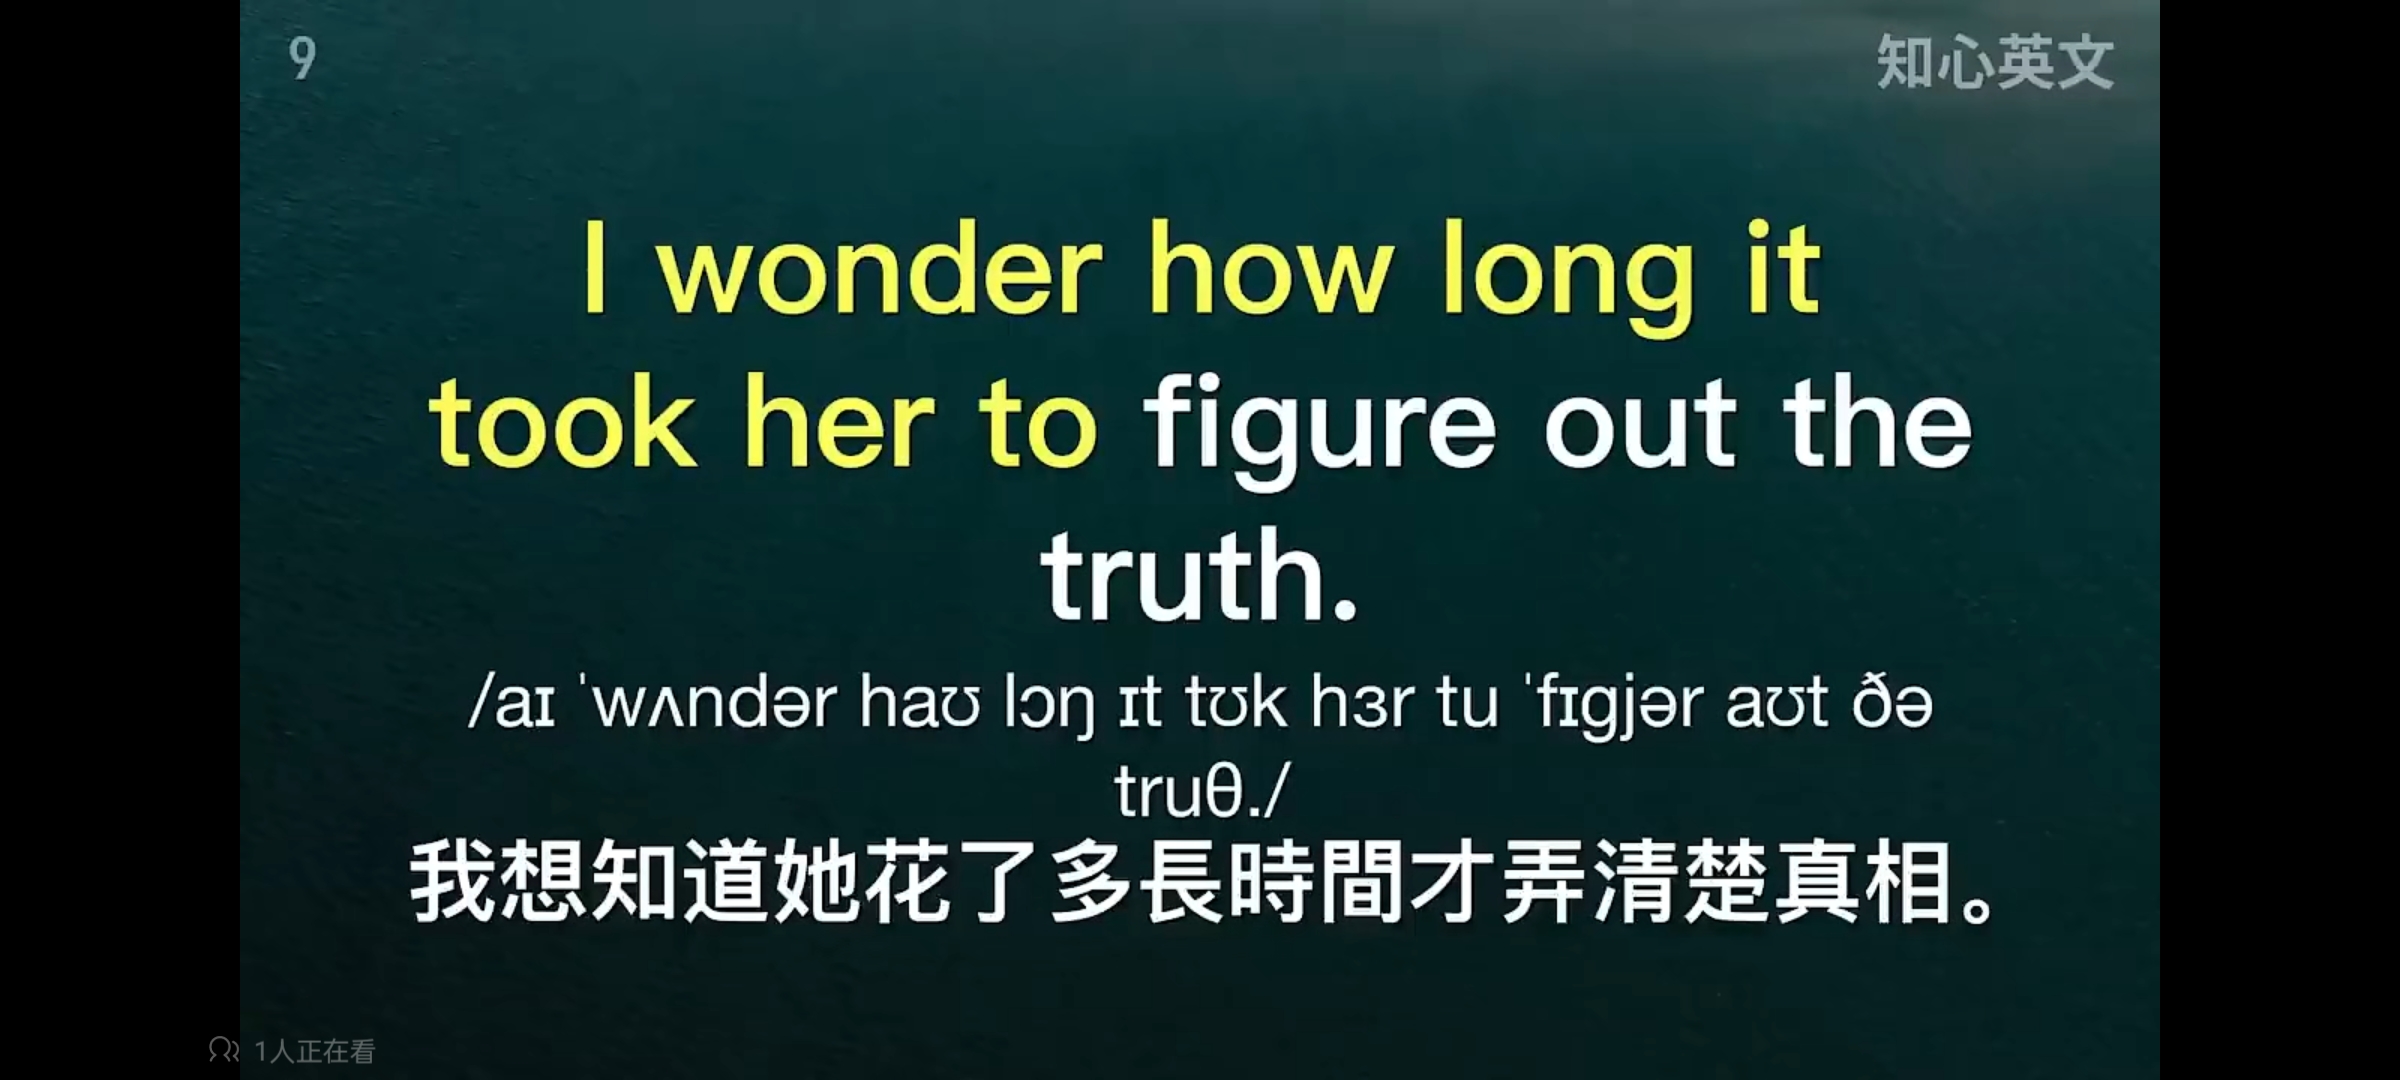 9
知心英文
I wonder how long it
took her to figure out the
truth.
/aɪ ˈwʌndər haʊ lɔŋ ɪt tʊk hɜr tu ˈfɪgjər aʊt ðə
truθ./
我想知道她花了多長時間才弄清楚真相。
1人正在看